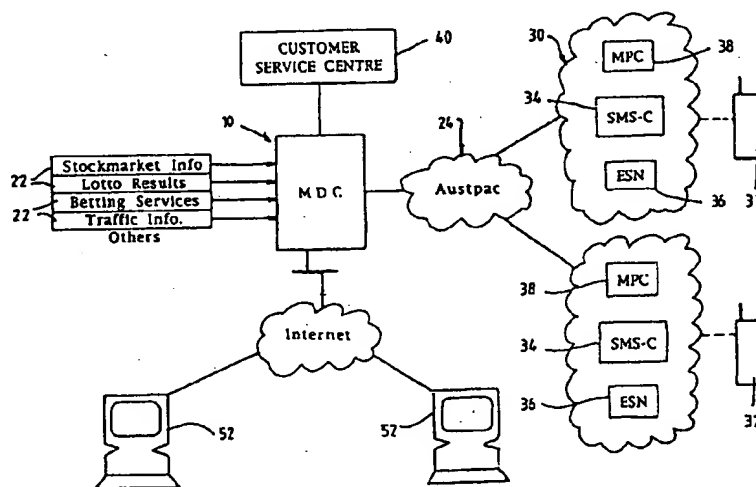 CUSTOMER
SERVICE CENTRE
40
30
MPC
38
34
SMS-C
ESN
36
10
M.D.C.
24
Austpac
22
Stockmarket Info
Lotto Results
22
Betting Services
Traffic Info.
Others
Internet
52
52
38
MPC
34
SMS-C
36
ESN